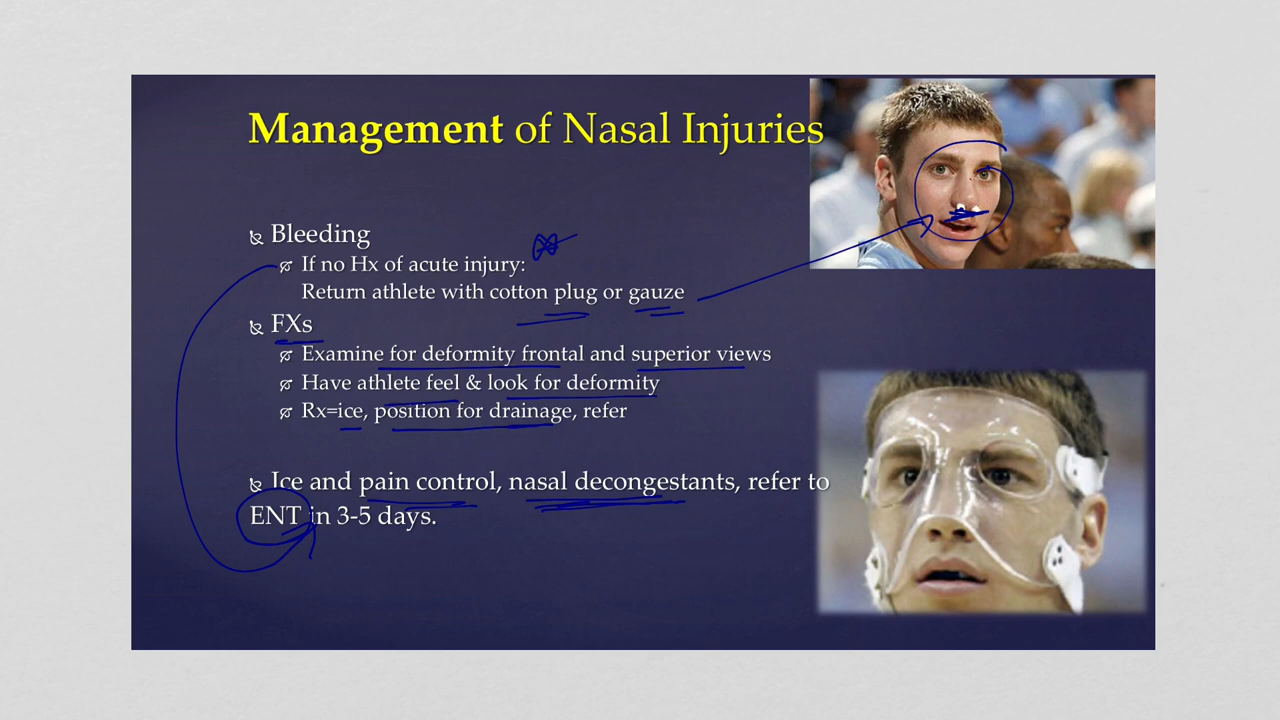 Management of Nasal Injuries
Bleeding
If no Hx of acute injury:
Return athlete with cotton plug or gauze
FXs
Examine for deformity frontal and superior views
Have athlete feel & look for deformity
Rx=ice, position for drainage, refer
Ice and pain control, nasal decongestants, refer to
ENT in 3-5 days.